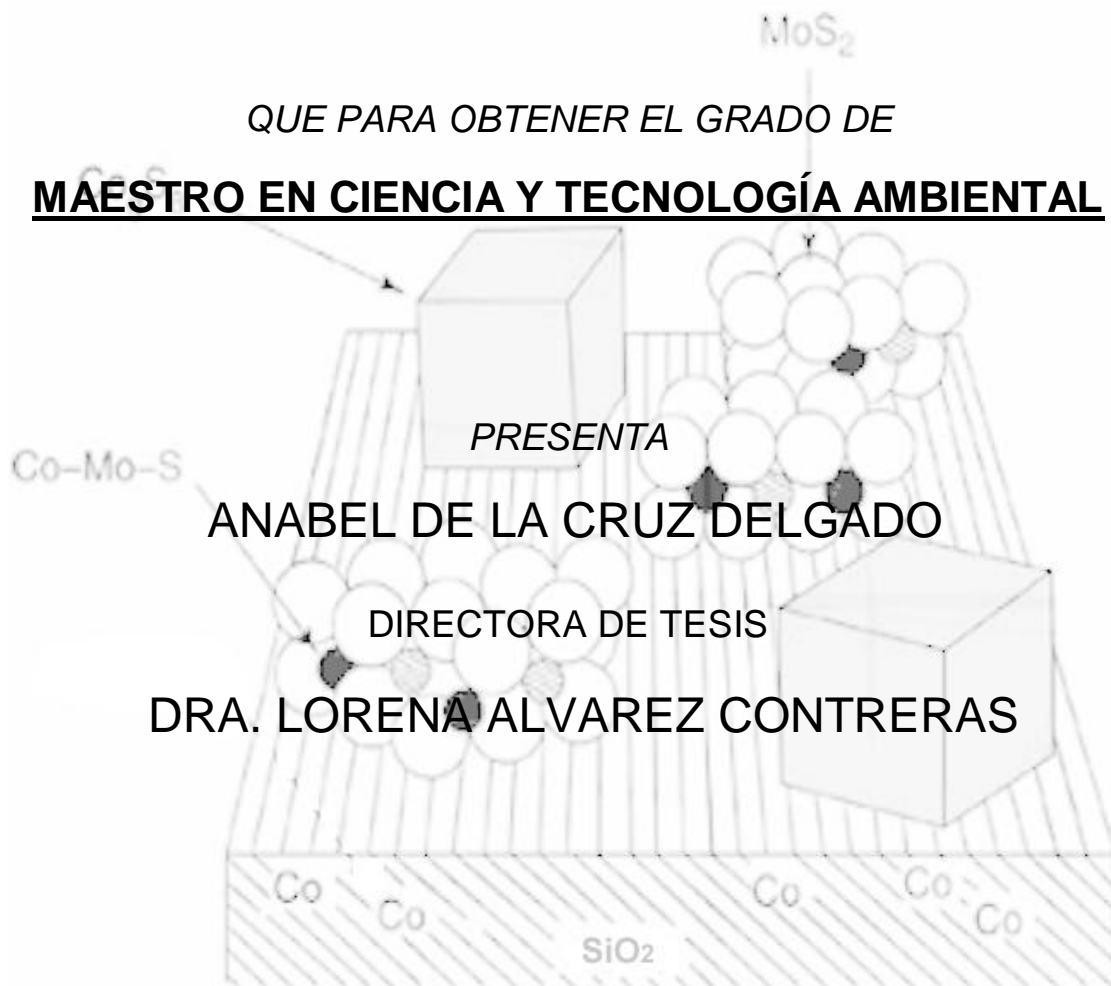 MoS2
QUE PARA OBTENER EL GRADO DE
MAESTRO EN CIENCIA Y TECNOLOGÍA AMBIENTAL
PRESENTA
Co–Mo–S
ANABEL DE LA CRUZ DELGADO
DIRECTORA DE TESIS
DRA. LORENA ALVAREZ CONTRERAS
Co Co Co Co Co
SiO2